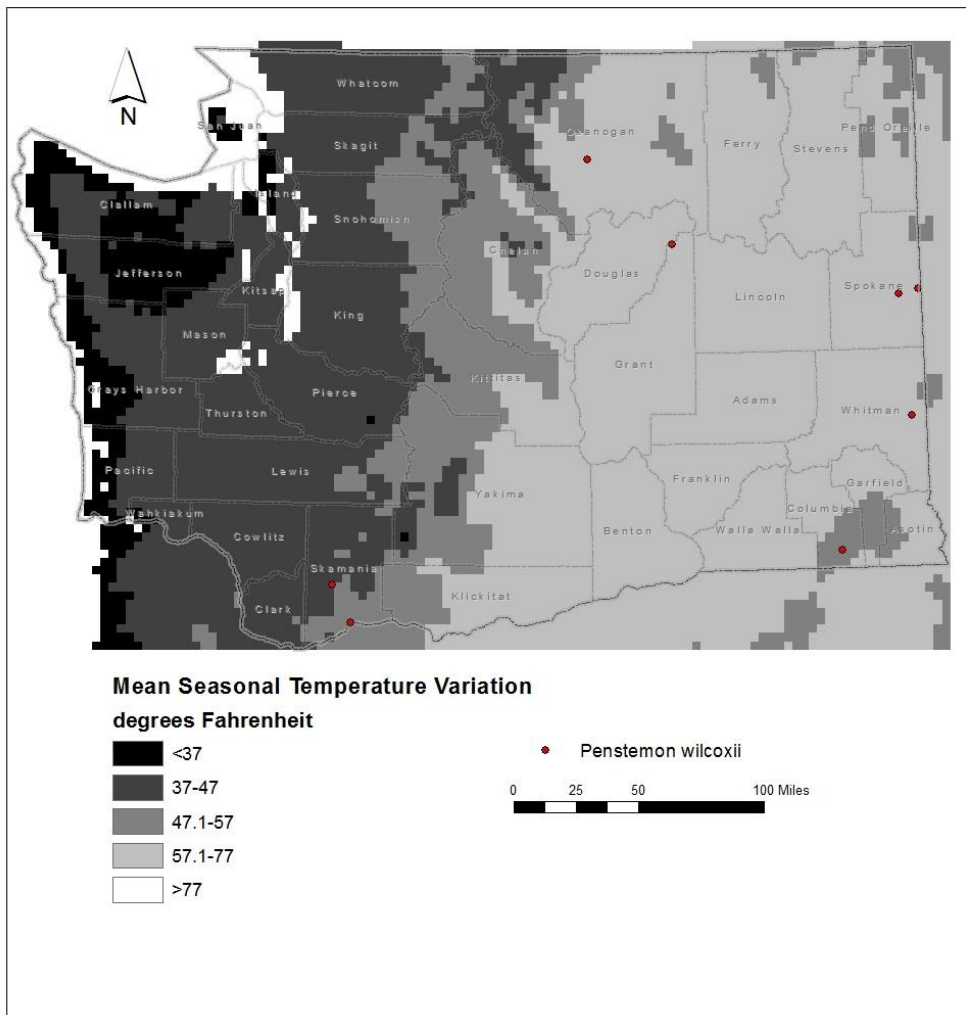 Whatcom
San Juan
Okanogan
Pend Oreille
Ferry
Stevens
Skagit
Island
Clallam
Snohomish
Chelan
Jefferson
Douglas
Kitsap
Lincoln
Spokane
King
Mason
Grant
Kittitas
Grays Harbor
Pierce
Adams
Thurston
Whitman
Pacific
Lewis
Yakima
Franklin
Garfield
Wahkiakum
Columbia
Cowlitz
Benton
Walla Walla
Asotin
Skamania
Klickitat
Clark
N
Mean Seasonal Temperature Variation
degrees Fahrenheit
<37
37-47
47.1-57
57.1-77
>77
Penstemon wilcoxii
0 25 50 100 Miles